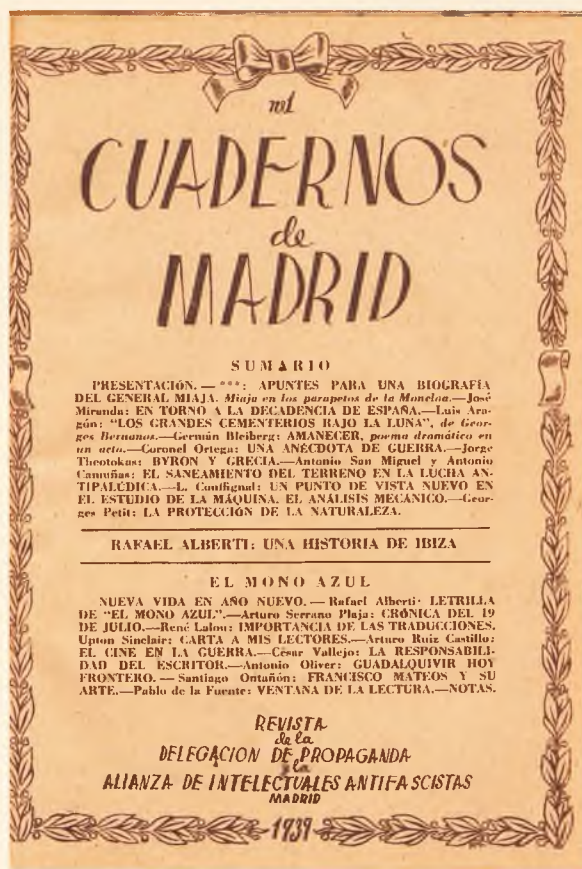 nº1
CUADERNOS
de
MADRID
SUMARIO
PRESENTACIÓN. — ***: APUNTES PARA UNA BIOGRAFÍA
DEL GENERAL MIAJA. Miaja en los parapetos de la Moncloa.—José
Miranda: EN TORNO A LA DECADENCIA DE ESPAÑA.—Luis Ara-
gón: "LOS GRANDES CEMENTERIOS BAJO LA LUNA", de Geor-
ges Bernanos.—Germán Bleiberg: AMANECER, poema dramático en
un acto.—Coronel Ortega: UNA ANÉCDOTA DE GUERRA.—Jorge
Theotokas: BYRON Y GRECIA.—Antonio San Miguel y Antonio
Camuñas: EL SANEAMIENTO DEL TERRENO EN LA LUCHA AN-
TIPALÚDICA.—L. Couffignal: UN PUNTO DE VISTA NUEVO EN
EL ESTUDIO DE LA MÁQUINA. EL ANÁLISIS MECÁNICO.—Geor-
ges Petit: LA PROTECCIÓN DE LA NATURALEZA.
RAFAEL ALBERTI: UNA HISTORIA DE IBIZA
EL MONO AZUL
NUEVA VIDA EN AÑO NUEVO. — Rafael Alberti: LETRILLA
DE "EL MONO AZUL".—Arturo Serrano Plaja: CRÓNICA DEL 19
DE JULIO.—René Lalou: IMPORTANCIA DE LAS TRADUCCIONES.
Upton Sinclair: CARTA A MIS LECTORES.—Arturo Ruiz Castillo:
EL CINE EN LA GUERRA.—César Vallejo: LA RESPONSABILI-
DAD DEL ESCRITOR.—Antonio Oliver: GUADALQUIVIR HOY
FRONTERO. — Santiago Ontañón: FRANCISCO MATEOS Y SU
ARTE.—Pablo de la Fuente: VENTANA DE LA LECTURA.—NOTAS.
REVISTA
de la
DELEGACION DE PROPAGANDA
y la
ALIANZA DE INTELECTUALES ANTIFASCISTAS
MADRID
1939